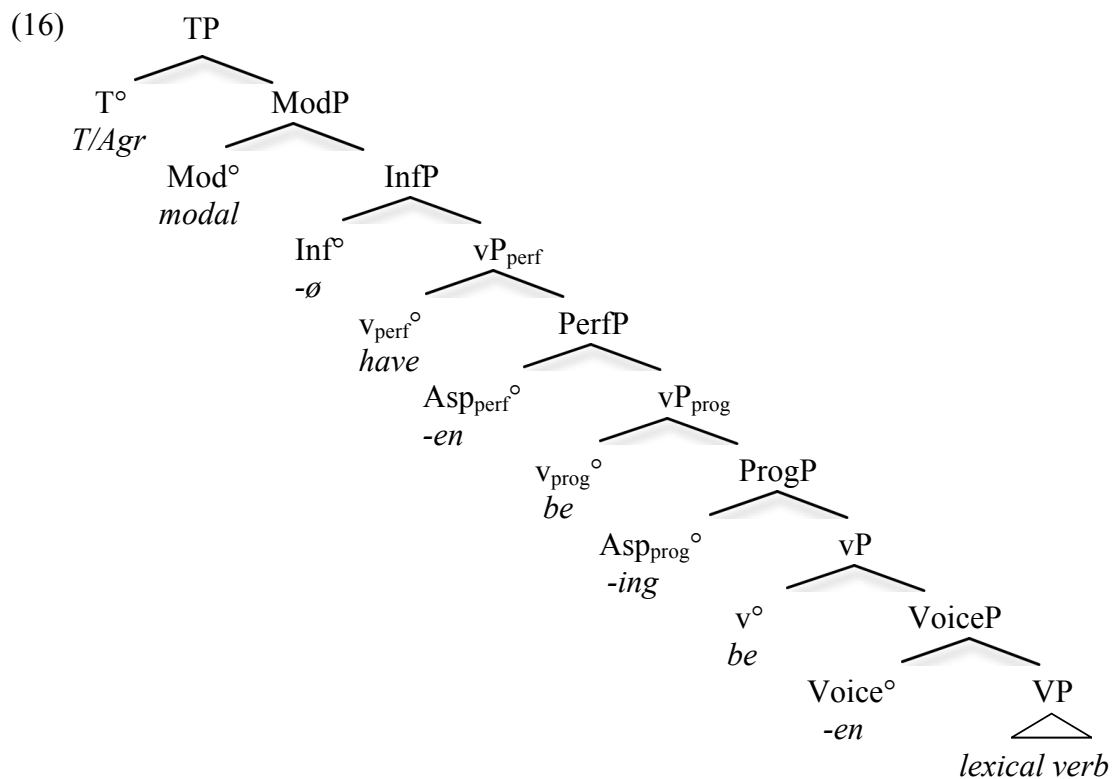 (16) TP
T° ModP
T/Agr
Mod° InfP
modal
Inf° vPperf
-ø
vperf° PerfP
have
Aspperf° vPprog
-en
vprog° ProgP
be
Aspprog° vP
-ing
v° VoiceP
be
Voice° VP
-en
lexical verb